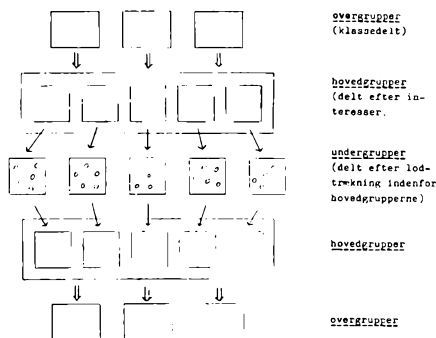 overgrupper
(klassedelt)
hovedgrupper
(delt efter in-
teresser.
undergrupper
(delt efter lod-
trækning indenfor
hovedgrupperne)
hovedgrupper
overgrupper